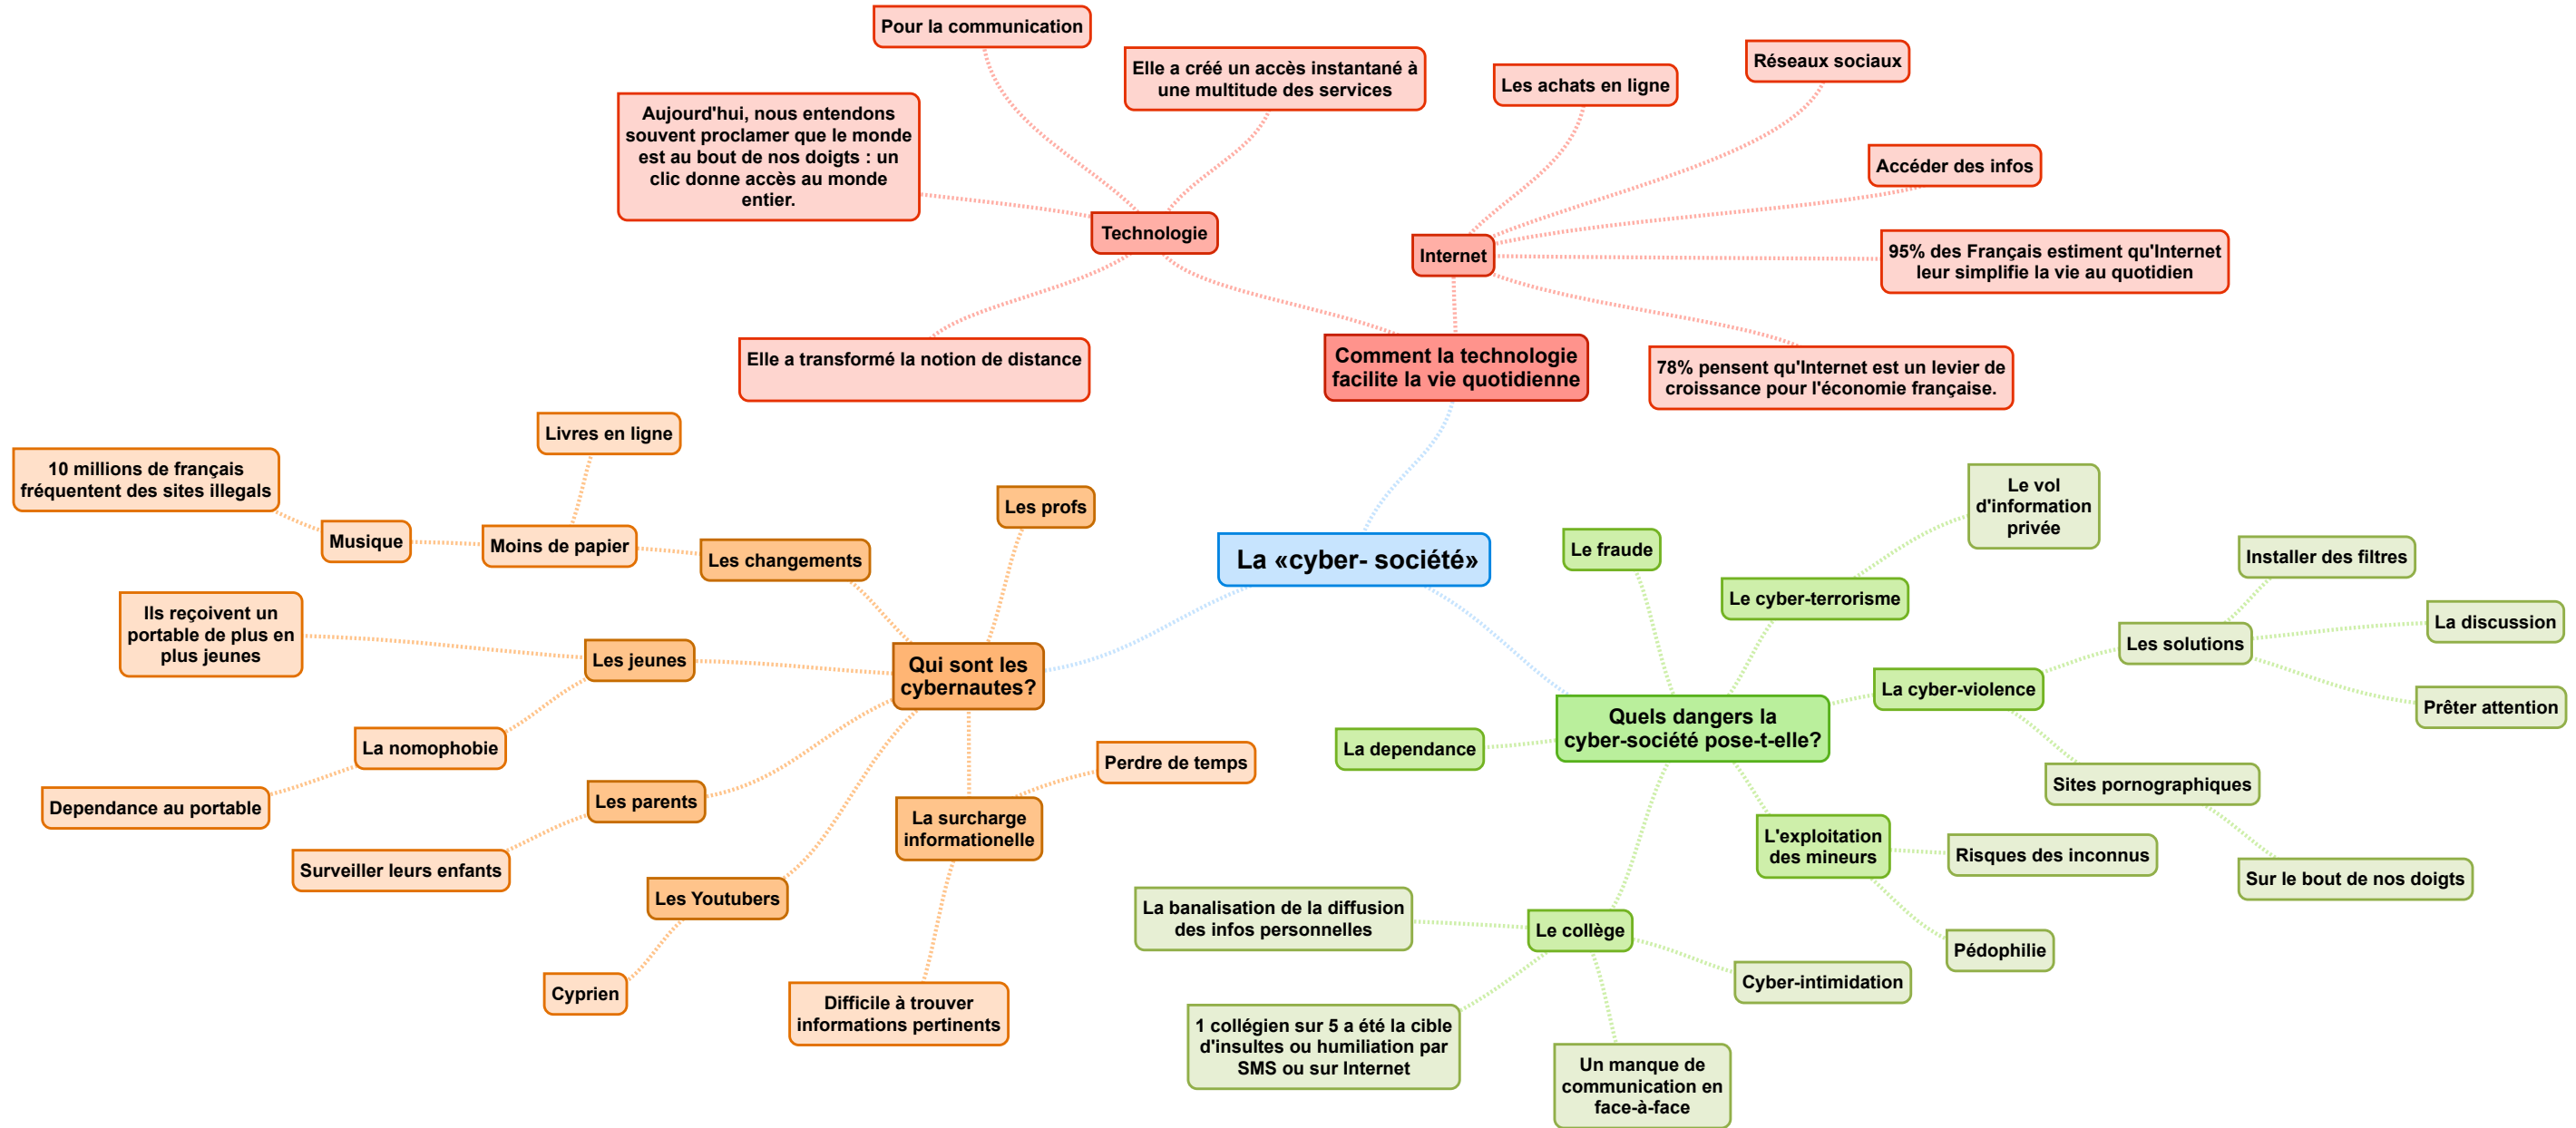 Pour la communication
Elle a créé un accès instantané à
une multitude des services
Aujourd'hui, nous entendons
souvent proclamer que le monde
est au bout de nos doigts : un
clic donne accès au monde
entier.
Technologie
Elle a transformé la notion de distance
Les achats en ligne
Réseaux sociaux
Accéder des infos
Internet
95% des Français estiment qu'Internet
leur simplifie la vie au quotidien
78% pensent qu'Internet est un levier de
croissance pour l'économie française.
Comment la technologie
facilite la vie quotidienne
La «cyber- société»
Livres en ligne
10 millions de français
fréquentent des sites illegals
Musique
Moins de papier
Les changements
Les profs
Ils reçoivent un
portable de plus en
plus jeunes
Les jeunes
Qui sont les
cybernautes?
La nomophobie
Dependance au portable
Les parents
Surveiller leurs enfants
Les Youtubers
Cyprien
La surcharge
informationelle
Perdre de temps
Difficile à trouver
informations pertinents
Le fraude
Le vol
d'information
privée
Le cyber-terrorisme
Installer des filtres
La discussion
Les solutions
Prêter attention
La cyber-violence
Quels dangers la
cyber-société pose-t-elle?
La dependance
Sites pornographiques
Sur le bout de nos doigts
L'exploitation
des mineurs
Risques des inconnus
Pédophilie
Le collège
La banalisation de la diffusion
des infos personnelles
Cyber-intimidation
1 collégien sur 5 a été la cible
d'insultes ou humiliation par
SMS ou sur Internet
Un manque de
communication en
face-à-face